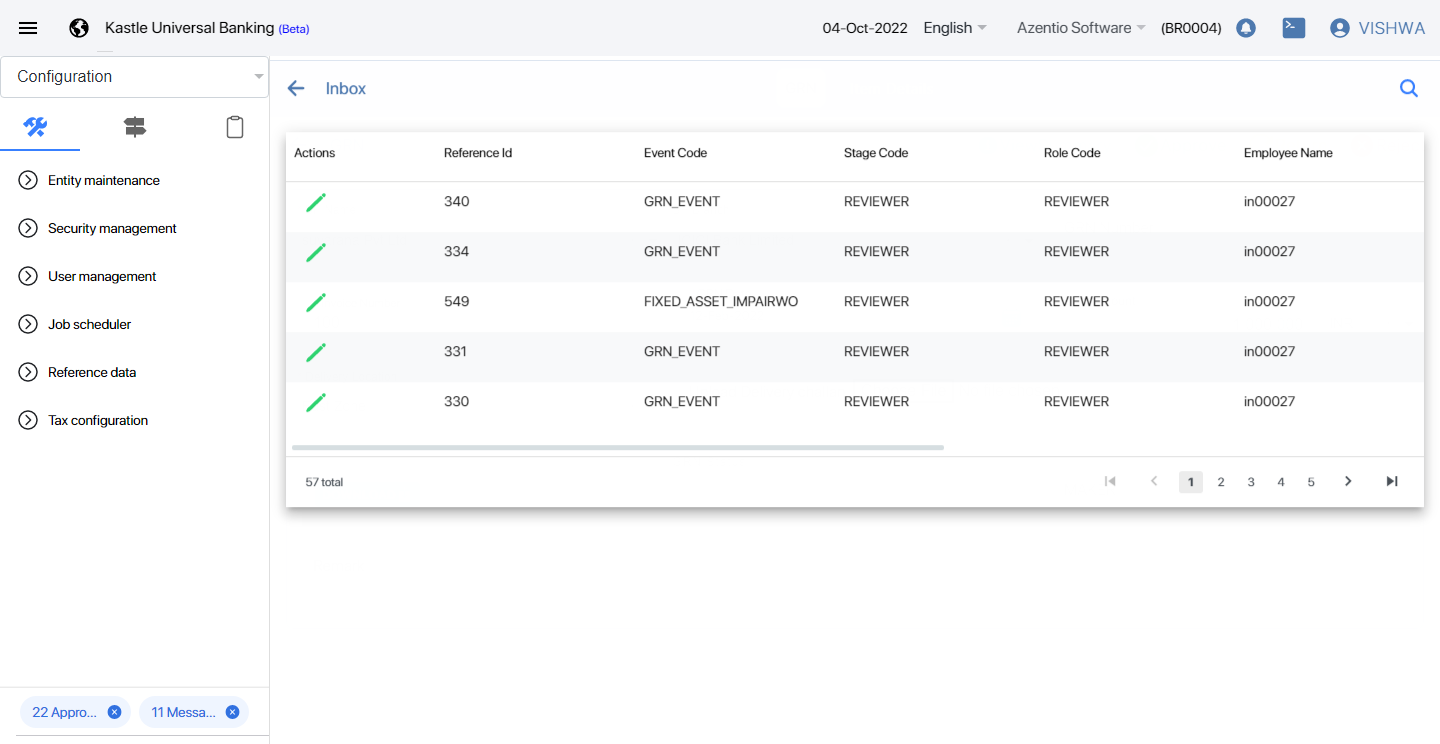 Kastle Universal Banking (Beta) 04-Oct-2022 English Azentio Software (BR0004) VISHWA
Configuration
Inbox
Entity maintenance
Security management
User management
Job scheduler
Reference data
Tax configuration
Actions Reference Id Event Code Stage Code Role Code Employee Name
340 GRN_EVENT REVIEWER REVIEWER in00027
334 GRN_EVENT REVIEWER REVIEWER in00027
549 FIXED_ASSET_IMPAIRWO REVIEWER REVIEWER in00027
331 GRN_EVENT REVIEWER REVIEWER in00027
330 GRN_EVENT REVIEWER REVIEWER in00027
57 total 1 2 3 4 5
22 Appro... 11 Messa...